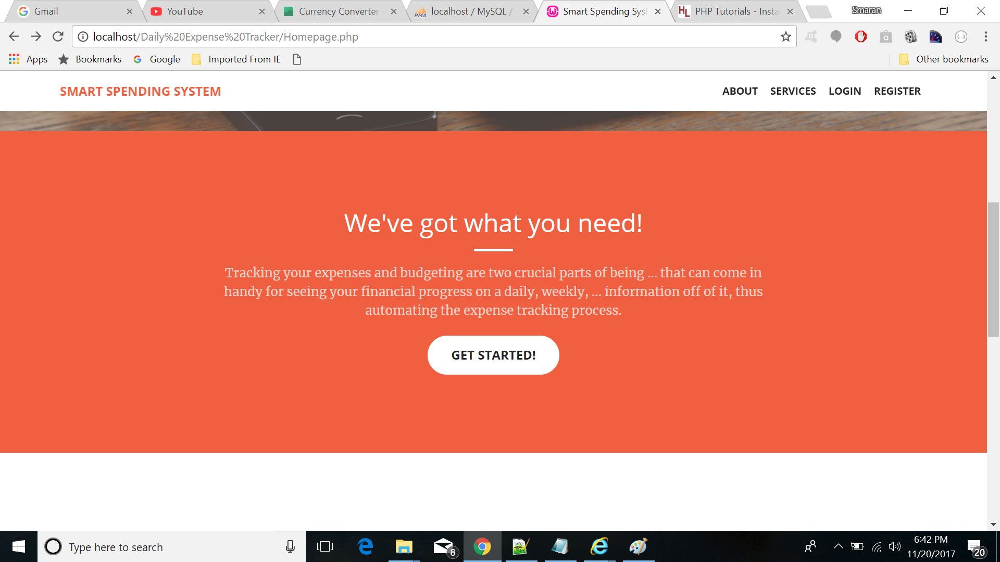 Gmail
YouTube
Currency Converter
localhost / MySQL /
Smart Spending Syst
PHP Tutorials - Insta
Smaran
localhost/Daily%20Expense%20Tracker/Homepage.php
Apps
Bookmarks
Google
Imported From IE
Other bookmarks
SMART SPENDING SYSTEM
ABOUT
SERVICES
LOGIN
REGISTER
We've got what you need!
Tracking your expenses and budgeting are two crucial parts of being ... that can come in
handy for seeing your financial progress on a daily, weekly, ... information off of it, thus
automating the expense tracking process.
GET STARTED!
Type here to search
8
6:42 PM
11/20/2017
20